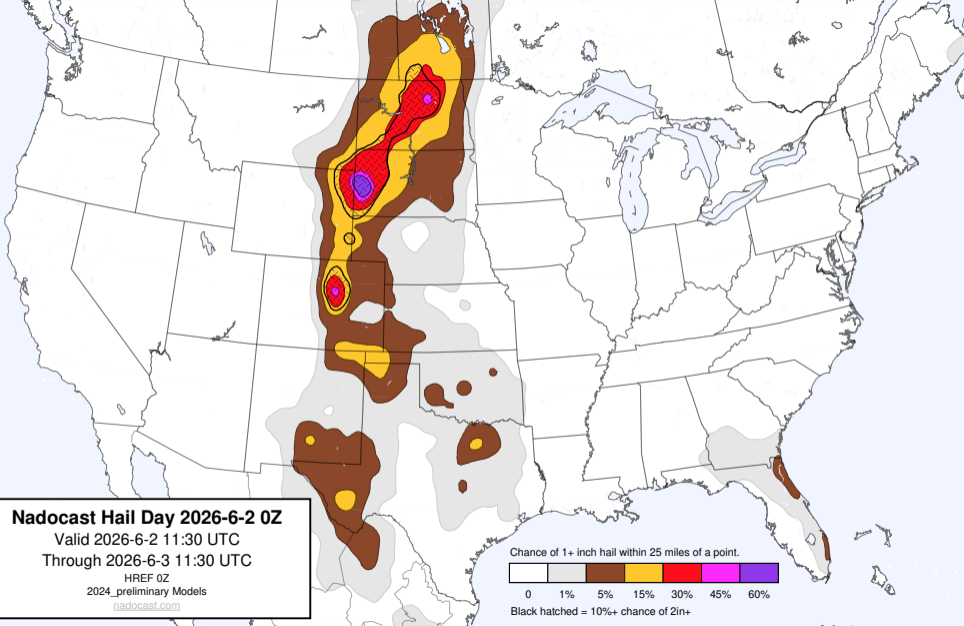 Nadocast Hail Day 2026-6-2 0Z
Valid 2026-6-2 11:30 UTC
Through 2026-6-3 11:30 UTC
HREF 0Z
2024_preliminary Models
nadocast.com
Chance of 1+ inch hail within 25 miles of a point.
0 1% 5% 15% 30% 45% 60%
Black hatched = 10%+ chance of 2in+